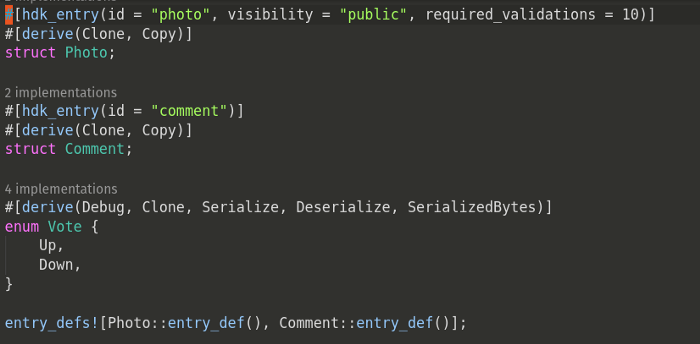 implementations
#[hdk_entry(id = "photo", visibility = "public", required_validations = 10)]
#[derive(Clone, Copy)]
struct Photo;
2 implementations
#[hdk_entry(id = "comment")]
#[derive(Clone, Copy)]
struct Comment;
4 implementations
#[derive(Debug, Clone, Serialize, Deserialize, SerializedBytes)]
enum Vote {
Up,
Down,
}
entry_defs![Photo::entry_def(), Comment::entry_def()];